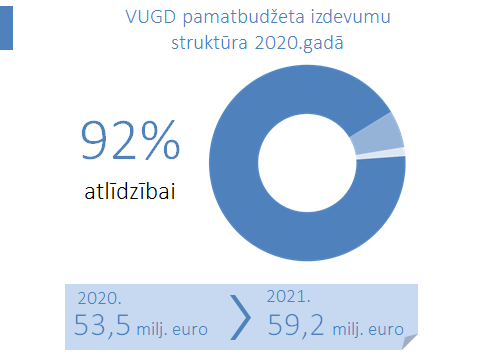 VUGD pamatbudžeta izdevumu
struktūra 2020.gadā
92%
atlīdzībai
2020.
53,5 milj. euro
2021.
59,2 milj. euro